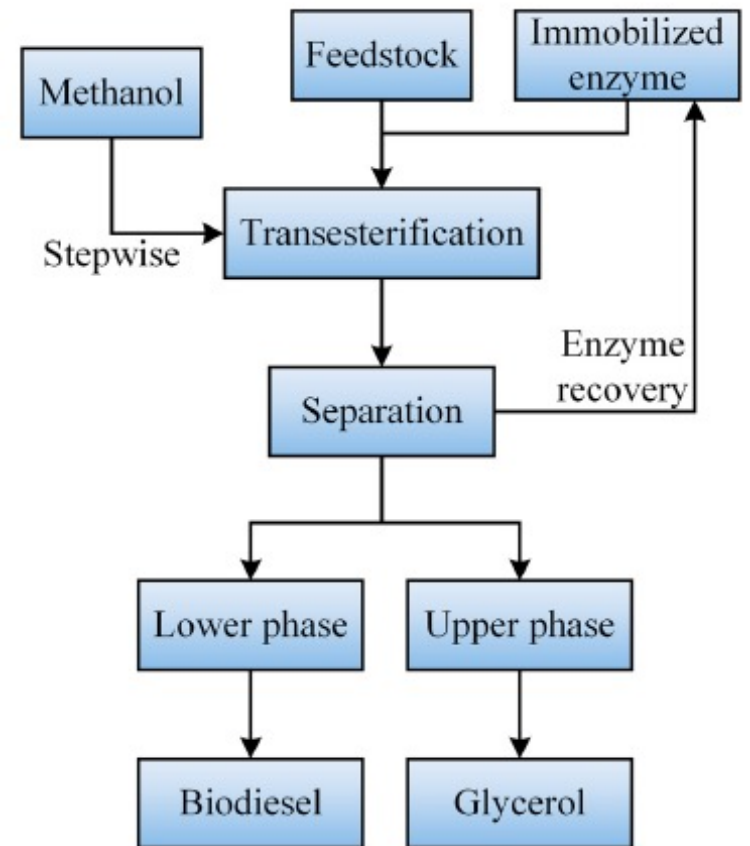 Methanol
Feedstock
Immobilized
enzyme
Stepwise
Transesterification
Enzyme
recovery
Separation
Lower phase
Upper phase
Biodiesel
Glycerol